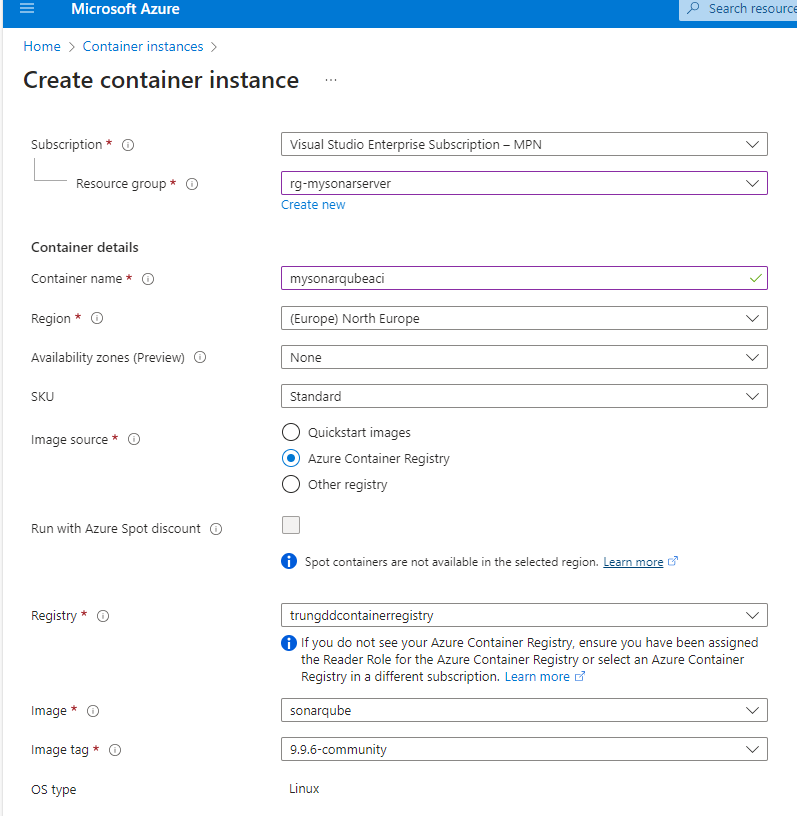 Microsoft Azure
Search resource
Home > Container instances >
Create container instance ...
Subscription *
Visual Studio Enterprise Subscription – MPN
Resource group *
rg-mysonarserver
Create new
Container details
Container name *
mysonarqubeaci
Region *
(Europe) North Europe
Availability zones (Preview)
None
SKU
Standard
Image source *
Quickstart images
Azure Container Registry
Other registry
Run with Azure Spot discount
Spot containers are not available in the selected region. Learn more
Registry *
trungddcontainerregistry
If you do not see your Azure Container Registry, ensure you have been assigned
the Reader Role for the Azure Container Registry or select an Azure Container
Registry in a different subscription. Learn more
Image *
sonarqube
Image tag *
9.9.6-community
OS type
Linux